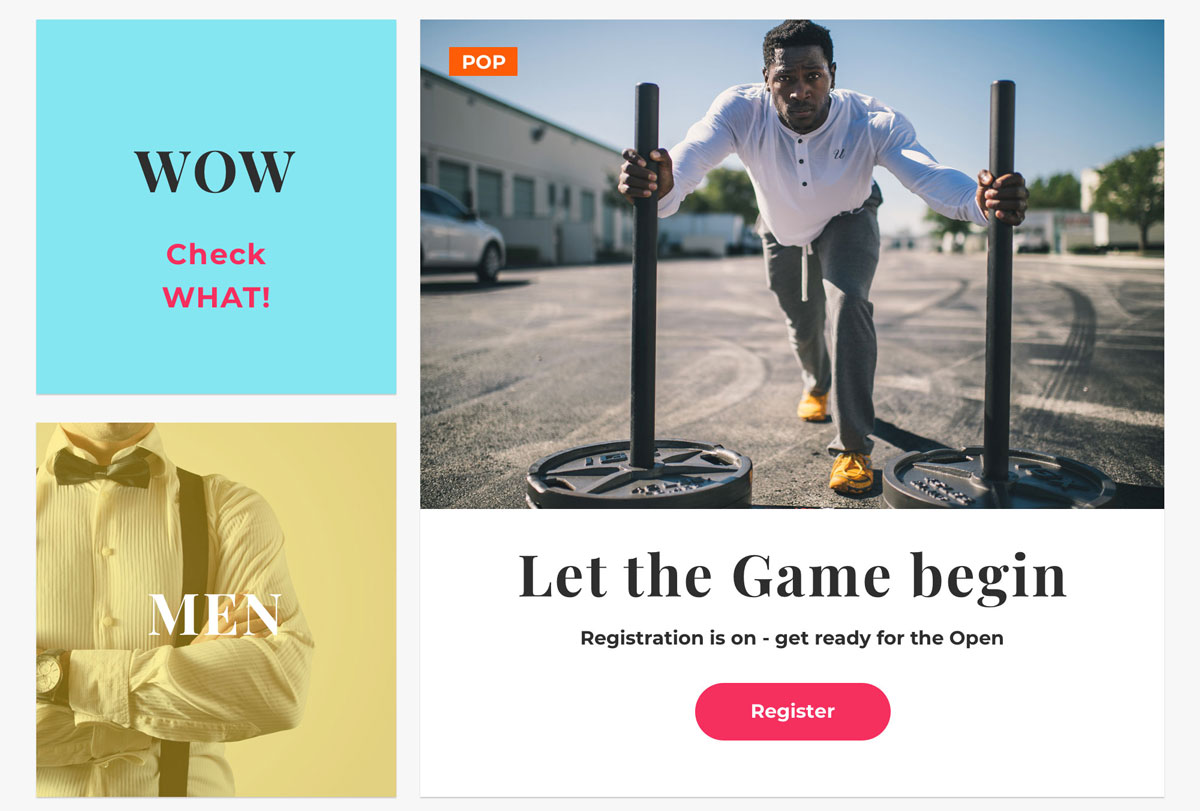 WOW
Check
WHAT!
MEN
POP
Let the Game begin
Registration is on - get ready for the Open
Register